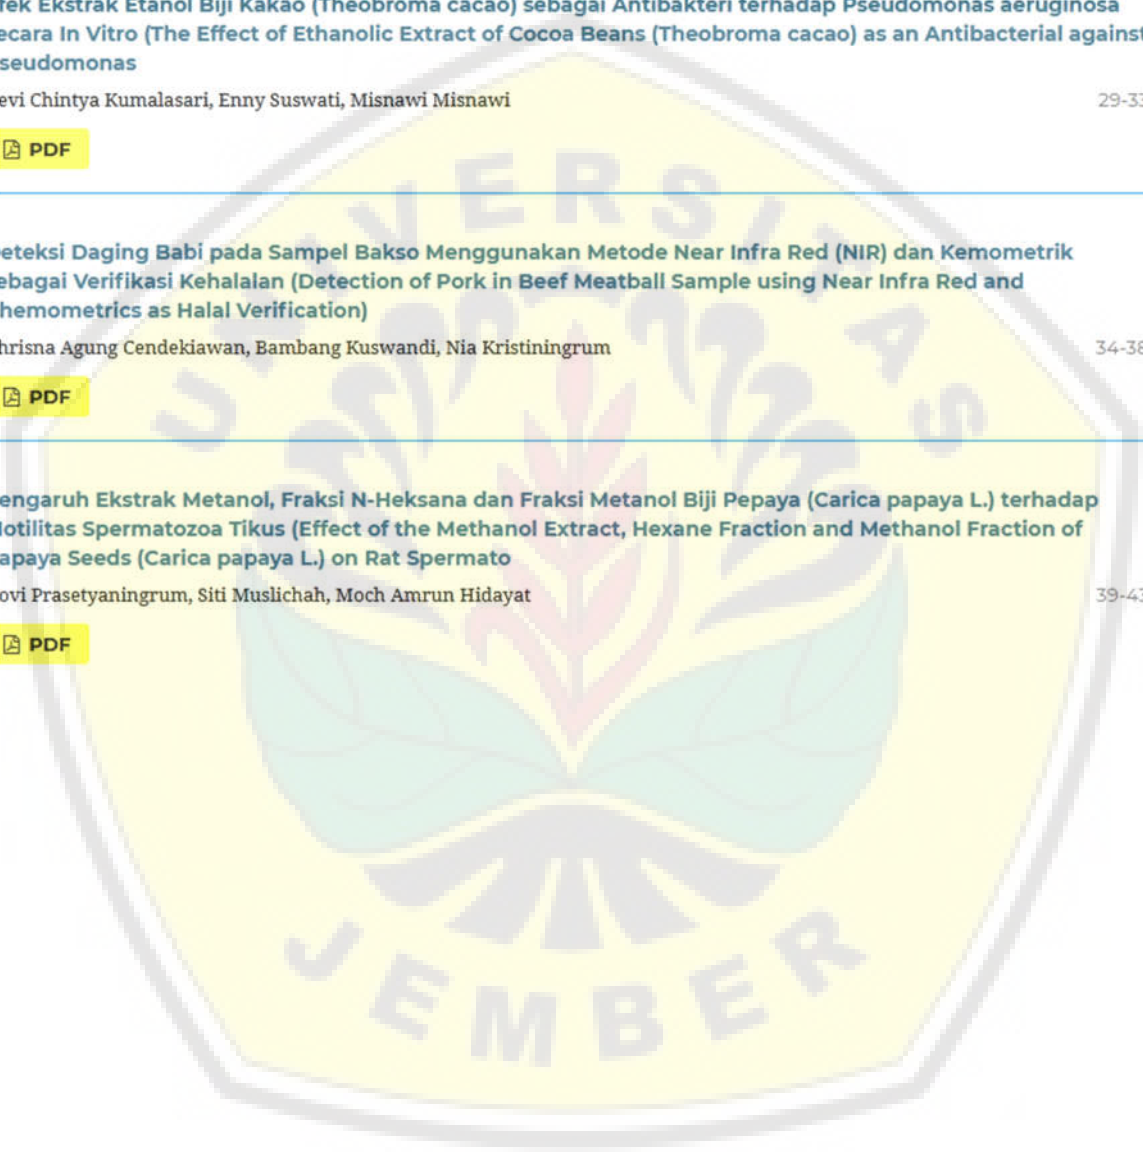 fek Ekstrak Etanol Biji Kakao (Theobroma cacao) sebagai Antibakteri terhadap Pseudomonas aeruginosa
ecara In Vitro (The Effect of Ethanolic Extract of Cocoa Beans (Theobroma cacao) as an Antibacterial against
seudomonas
evi Chintya Kumalasari, Enny Suswati, Misnawi Misnawi
29-33
PDF
eteksi Daging Babi pada Sampel Bakso Menggunakan Metode Near Infra Red (NIR) dan Kemometrik
ebagai Verifikasi Kehalalan (Detection of Pork in Beef Meatball Sample using Near Infra Red and
hemometrics as Halal Verification)
hrisna Agung Cendekiawan, Bambang Kuswandi, Nia Kristiningrum
34-38
PDF
engaruh Ekstrak Metanol, Fraksi N-Heksana dan Fraksi Metanol Biji Pepaya (Carica papaya L.) terhadap
otilitas Spermatozoa Tikus (Effect of the Methanol Extract, Hexane Fraction and Methanol Fraction of
apaya Seeds (Carica papaya L.) on Rat Spermato
ovi Prasetyaningrum, Siti Muslichah, Moch Amrun Hidayat
39-43
PDF
UNIVERSITAS
JEMBER